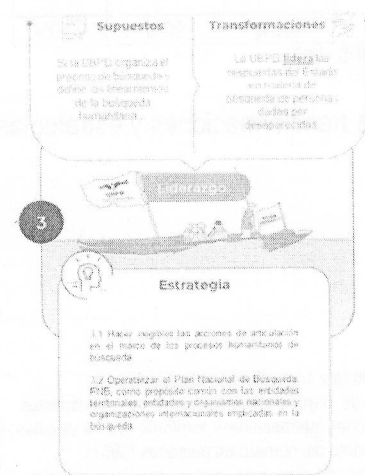 Supuestos
Si la UBPD organiza el
proceso de búsqueda y
define los lineamientos
de la búsqueda
humanitaria
Transformaciones
La UBPD lidera las
respuestas del Estado
en materia de
búsqueda de personas
dadas por
desaparecidas
Liderazgo
3
Estrategia
3.1 Hacer exigibles las acciones de articulación
en el marco de los procesos humanitarios de
búsqueda
3.2 Operativizar el Plan Nacional de Búsqueda,
PNB, como propósito común con las entidades
territoriales, entidades y organismos nacionales y
organizaciones internacionales implicadas en la
búsqueda